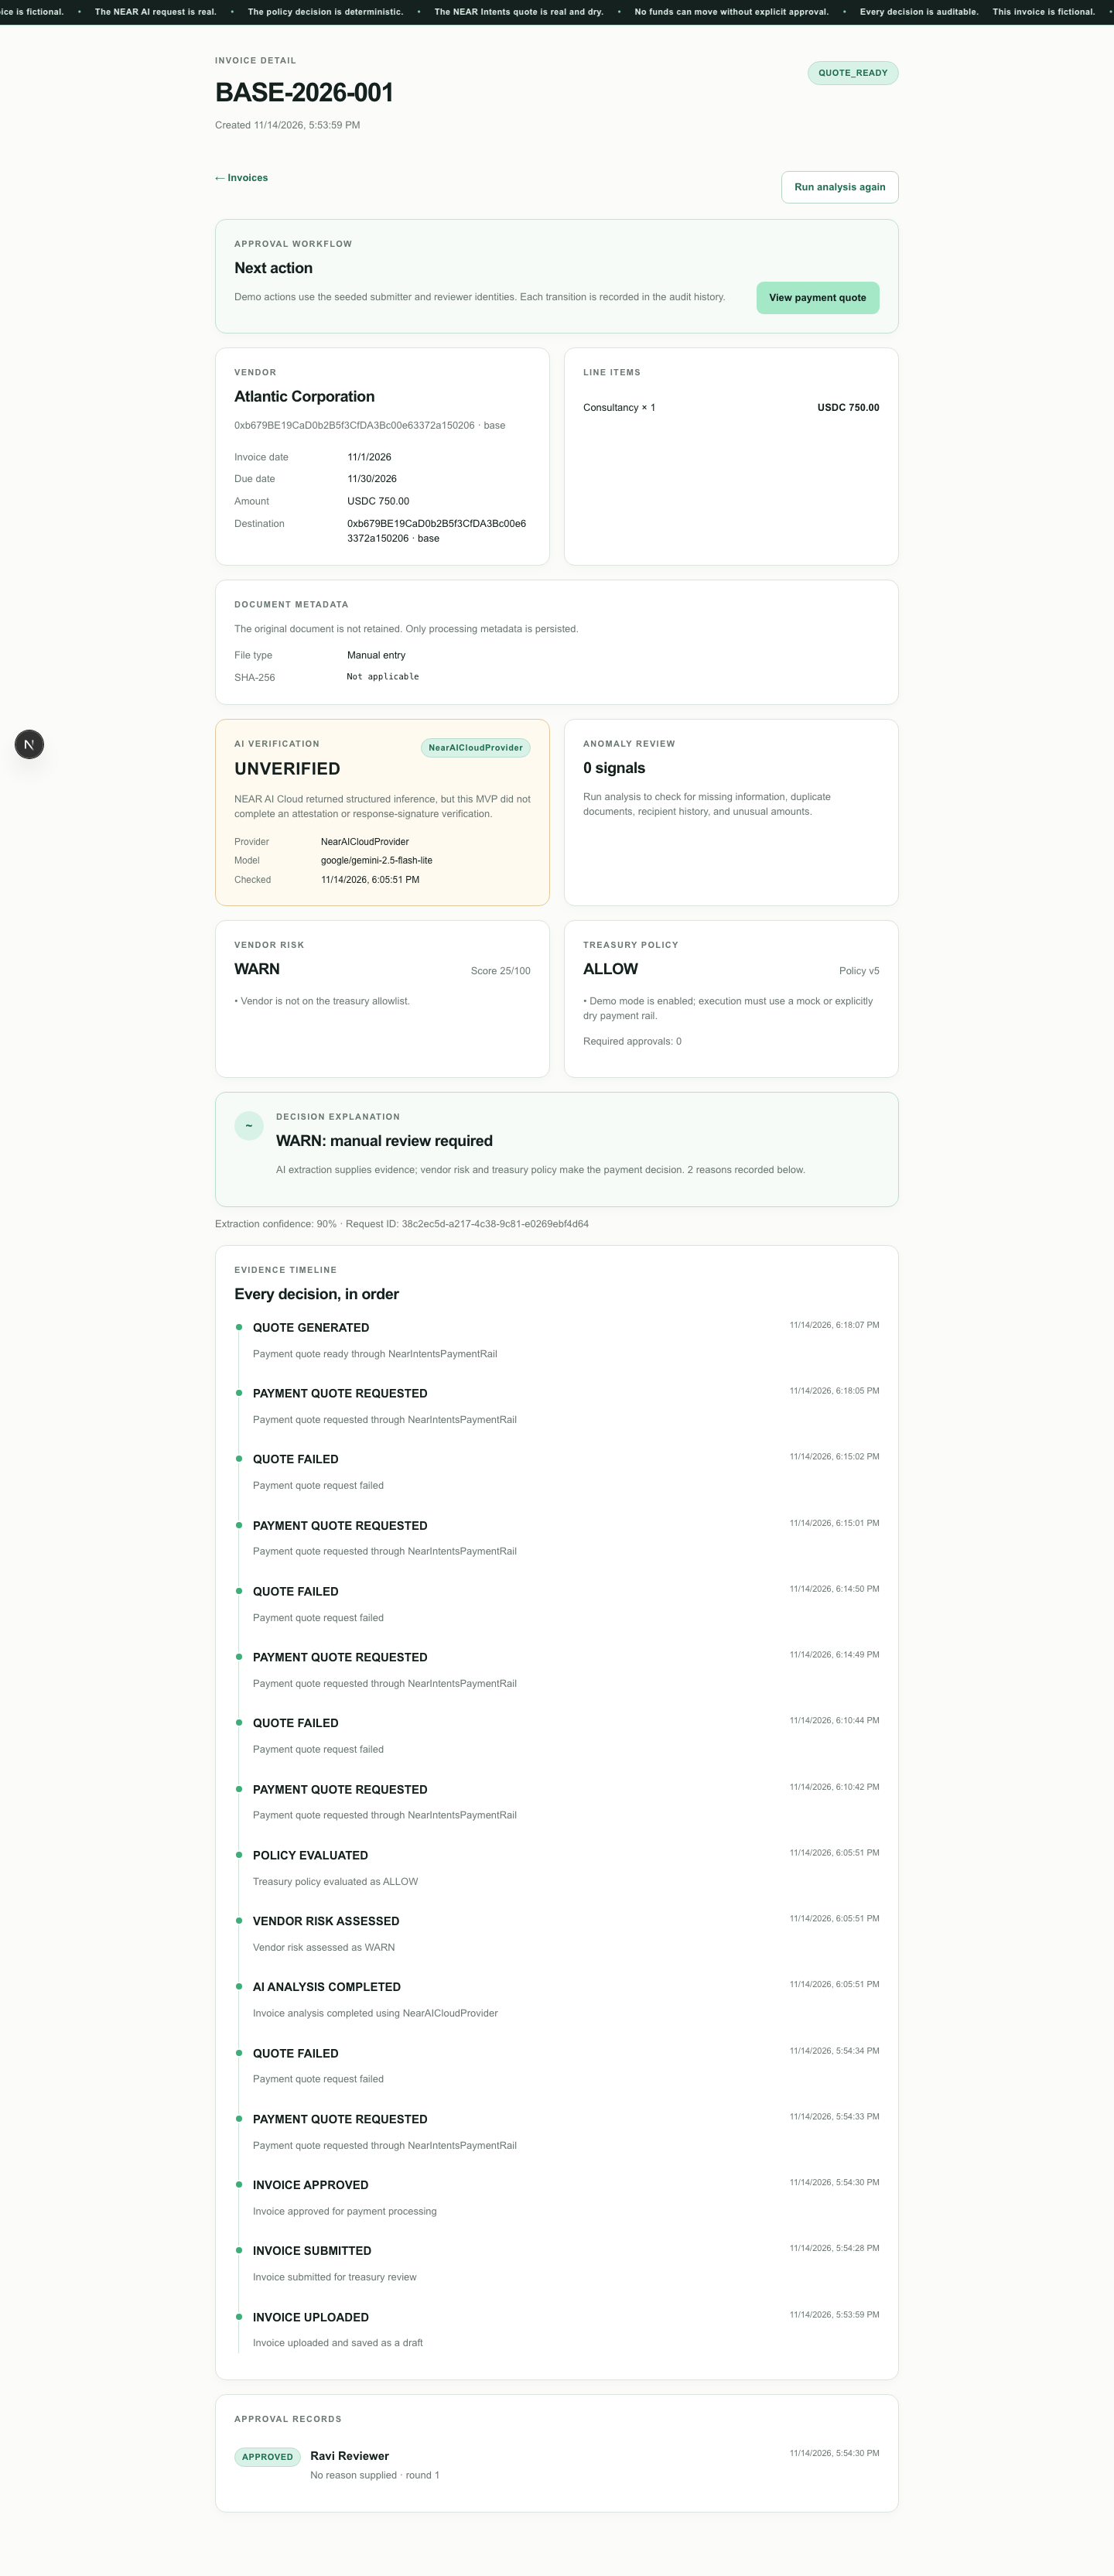 ice is fictional. • The NEAR AI request is real. • The policy decision is deterministic. • The NEAR Intents quote is real and dry. • No funds can move without explicit approval. • Every decision is auditable. This invoice is fictional. •
INVOICE DETAIL
BASE-2026-001
QUOTE_READY
Created 11/14/2026, 5:53:59 PM
← Invoices
Run analysis again
APPROVAL WORKFLOW
Next action
Demo actions use the seeded submitter and reviewer identities. Each transition is recorded in the audit history.
View payment quote
VENDOR
Atlantic Corporation
0xb679BE19CaD0b2B5f3CfDA3Bc00e63372a150206 · base
Invoice date 11/1/2026
Due date 11/30/2026
Amount USDC 750.00
Destination 0xb679BE19CaD0b2B5f3CfDA3Bc00e6
3372a150206 · base
LINE ITEMS
Consultancy × 1 USDC 750.00
DOCUMENT METADATA
The original document is not retained. Only processing metadata is persisted.
File type Manual entry
SHA-256 Not applicable
N
AI VERIFICATION
NearAICloudProvider
UNVERIFIED
NEAR AI Cloud returned structured inference, but this MVP did not
complete an attestation or response-signature verification.
Provider NearAICloudProvider
Model google/gemini-2.5-flash-lite
Checked 11/14/2026, 6:05:51 PM
ANOMALY REVIEW
0 signals
Run analysis to check for missing information, duplicate
documents, recipient history, and unusual amounts.
VENDOR RISK
WARN Score 25/100
• Vendor is not on the treasury allowlist.
TREASURY POLICY
ALLOW Policy v5
• Demo mode is enabled; execution must use a mock or explicitly
dry payment rail.
Required approvals: 0
~
DECISION EXPLANATION
WARN: manual review required
AI extraction supplies evidence; vendor risk and treasury policy make the payment decision. 2 reasons recorded below.
Extraction confidence: 90% · Request ID: 38c2ec5d-a217-4c38-9c81-e0269ebf4d64
EVIDENCE TIMELINE
Every decision, in order
QUOTE GENERATED 11/14/2026, 6:18:07 PM
Payment quote ready through NearIntentsPaymentRail
PAYMENT QUOTE REQUESTED 11/14/2026, 6:18:05 PM
Payment quote requested through NearIntentsPaymentRail
QUOTE FAILED 11/14/2026, 6:15:02 PM
Payment quote request failed
PAYMENT QUOTE REQUESTED 11/14/2026, 6:15:01 PM
Payment quote requested through NearIntentsPaymentRail
QUOTE FAILED 11/14/2026, 6:14:50 PM
Payment quote request failed
PAYMENT QUOTE REQUESTED 11/14/2026, 6:14:49 PM
Payment quote requested through NearIntentsPaymentRail
QUOTE FAILED 11/14/2026, 6:10:44 PM
Payment quote request failed
PAYMENT QUOTE REQUESTED 11/14/2026, 6:10:42 PM
Payment quote requested through NearIntentsPaymentRail
POLICY EVALUATED 11/14/2026, 6:05:51 PM
Treasury policy evaluated as ALLOW
VENDOR RISK ASSESSED 11/14/2026, 6:05:51 PM
Vendor risk assessed as WARN
AI ANALYSIS COMPLETED 11/14/2026, 6:05:51 PM
Invoice analysis completed using NearAICloudProvider
QUOTE FAILED 11/14/2026, 5:54:34 PM
Payment quote request failed
PAYMENT QUOTE REQUESTED 11/14/2026, 5:54:33 PM
Payment quote requested through NearIntentsPaymentRail
INVOICE APPROVED 11/14/2026, 5:54:30 PM
Invoice approved for payment processing
INVOICE SUBMITTED 11/14/2026, 5:54:28 PM
Invoice submitted for treasury review
INVOICE UPLOADED 11/14/2026, 5:53:59 PM
Invoice uploaded and saved as a draft
APPROVAL RECORDS
APPROVED Ravi Reviewer 11/14/2026, 5:54:30 PM
No reason supplied · round 1